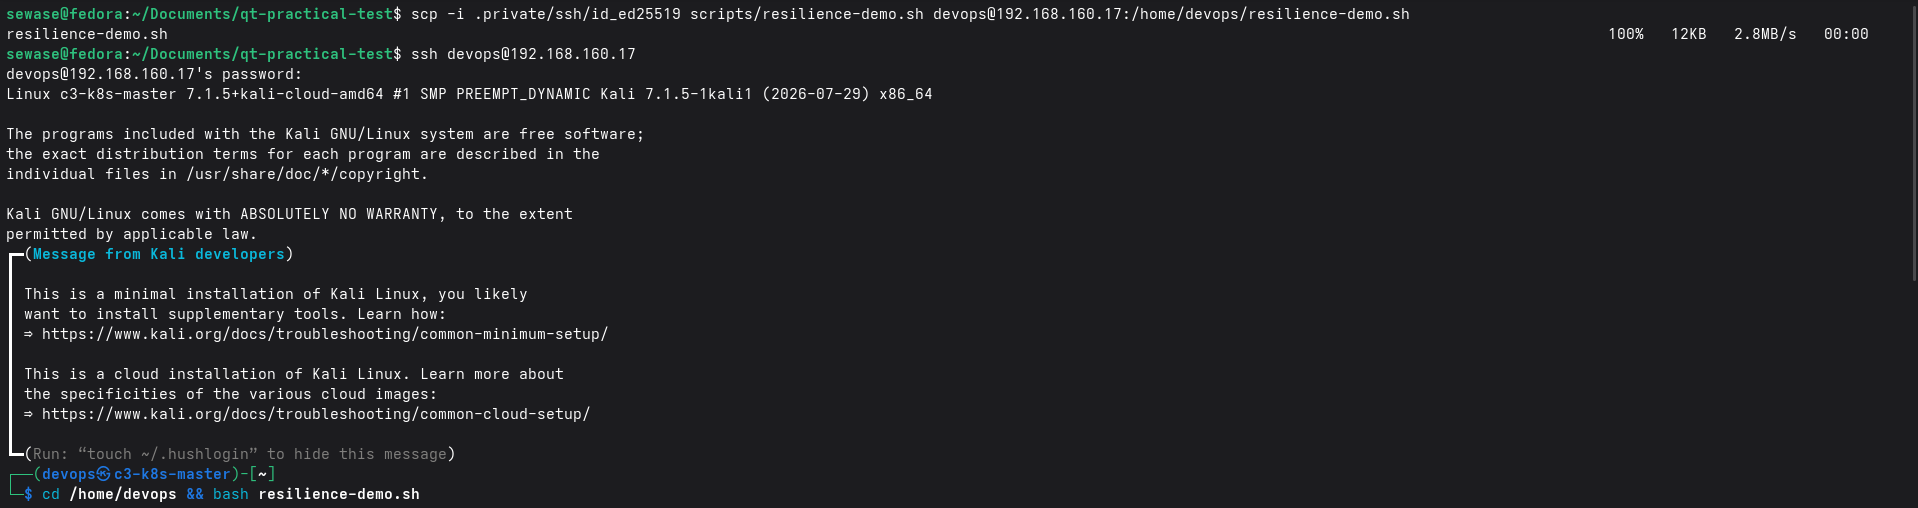 sewase@fedora:~/Documents/qt-practical-test$ scp -i .private/ssh/id_ed25519 scripts/resilience-demo.sh devops@192.168.160.17:/home/devops/resilience-demo.sh
resilience-demo.sh 100% 12KB 2.8MB/s 00:00
sewase@fedora:~/Documents/qt-practical-test$ ssh devops@192.168.160.17
devops@192.168.160.17's password:
Linux c3-k8s-master 7.1.5+kali-cloud-amd64 #1 SMP PREEMPT_DYNAMIC Kali 7.1.5-1kali1 (2026-07-29) x86_64
The programs included with the Kali GNU/Linux system are free software;
the exact distribution terms for each program are described in the
individual files in /usr/share/doc/*/copyright.
Kali GNU/Linux comes with ABSOLUTELY NO WARRANTY, to the extent
permitted by applicable law.
┏━(Message from Kali developers)
┃ This is a minimal installation of Kali Linux, you likely
┃ want to install supplementary tools. Learn how:
┃ ⇒ https://www.kali.org/docs/troubleshooting/common-minimum-setup/
┃ This is a cloud installation of Kali Linux. Learn more about
┃ the specificities of the various cloud images:
┃ ⇒ https://www.kali.org/docs/troubleshooting/common-cloud-setup/
┗━(Run: “touch ~/.hushlogin” to hide this message)
┌──(devops㉿c3-k8s-master)-[~]
└─$ cd /home/devops && bash resilience-demo.sh